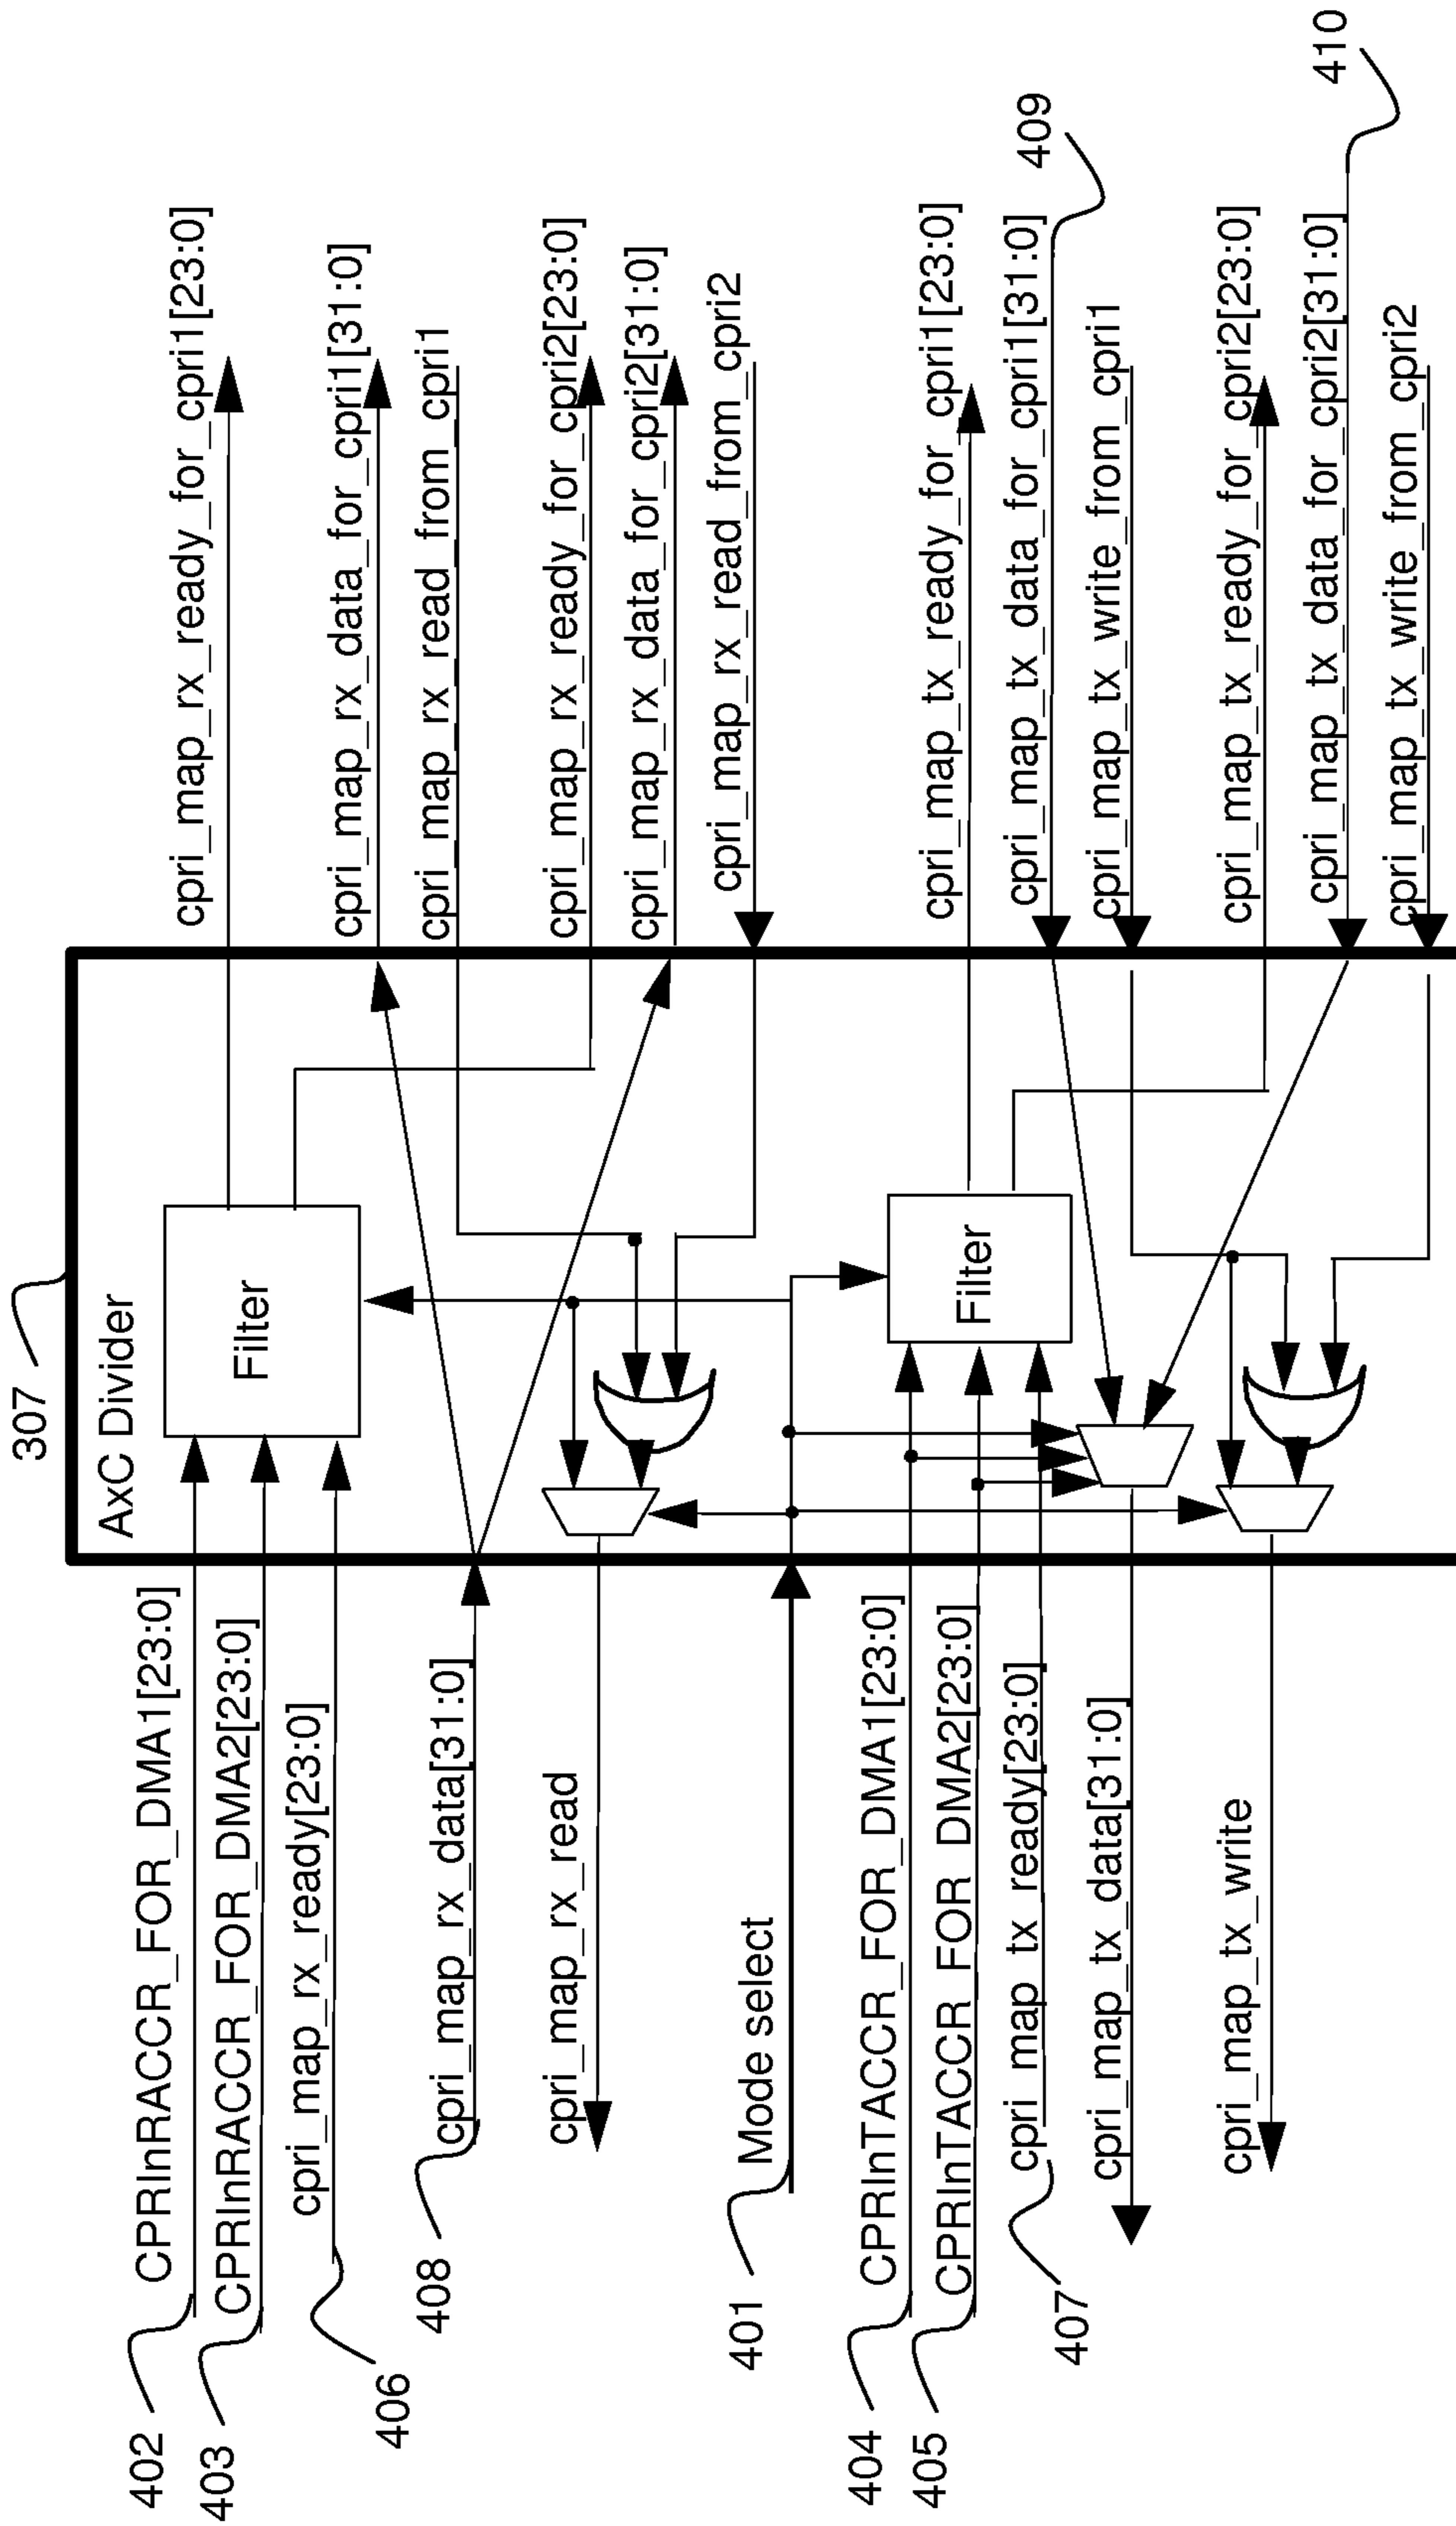 307
AxC Divider
Filter
Filter
402
CPRInRACCR_FOR_DMA1[23:0]
403
CPRInRACCR_FOR_DMA2[23:0]
406
cpri_map_rx_ready[23:0]
408
cpri_map_rx_data[31:0]
cpri_map_rx_read
401
Mode select
404
CPRInTACCR_FOR_DMA1[23:0]
405
CPRInTACCR_FOR_DMA2[23:0]
407
cpri_map_tx_ready[23:0]
cpri_map_tx_data[31:0]
cpri_map_tx_write
cpri_map_rx_ready_for_cpri1[23:0]
cpri_map_rx_data_for_cpri1[31:0]
cpri_map_rx_read_from_cpri1
cpri_map_rx_ready_for_cpri2[23:0]
cpri_map_rx_data_for_cpri2[31:0]
cpri_map_rx_read_from_cpri2
cpri_map_tx_ready_for_cpri1[23:0]
cpri_map_tx_data_for_cpri1[31:0]
409
cpri_map_tx_write_from_cpri1
cpri_map_tx_ready_for_cpri2[23:0]
cpri_map_tx_data_for_cpri2[31:0]
410
cpri_map_tx_write_from_cpri2